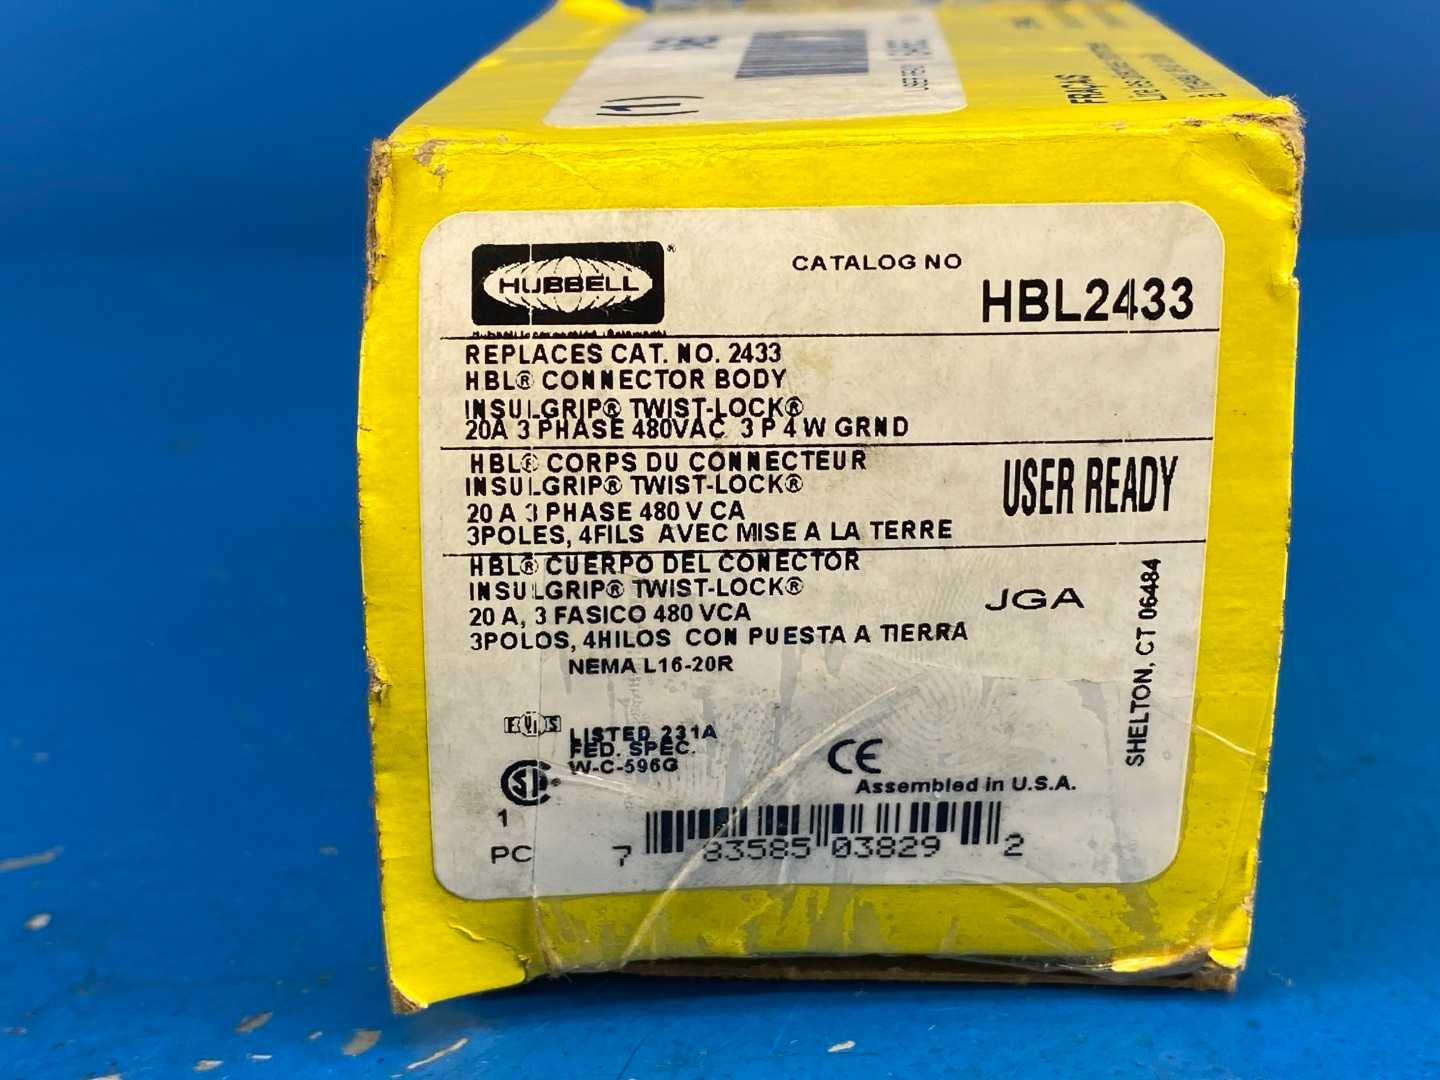 (1)
HUBBELL®
CATALOG NO
HBL2433
REPLACES CAT. NO. 2433
HBL® CONNECTOR BODY
INSULGRIP® TWIST-LOCK®
20A 3 PHASE 480VAC 3 P 4 W GRND
HBL® CORPS DU CONNECTEUR
INSULGRIP® TWIST-LOCK®
20 A 3 PHASE 480 V CA
3POLES, 4FILS AVEC MISE A LA TERRE
USER READY
HBL® CUERPO DEL CONECTOR
INSULGRIP® TWIST-LOCK®
20 A, 3 FASICO 480 VCA
3POLOS, 4HILOS CON PUESTA A TIERRA
NEMA L16-20R
JGA
SHELTON, CT 06484
LISTED 231A
FED. SPEC.
W-C-596G
CE
Assembled in U.S.A.
1
PC
7 83585 03829 2